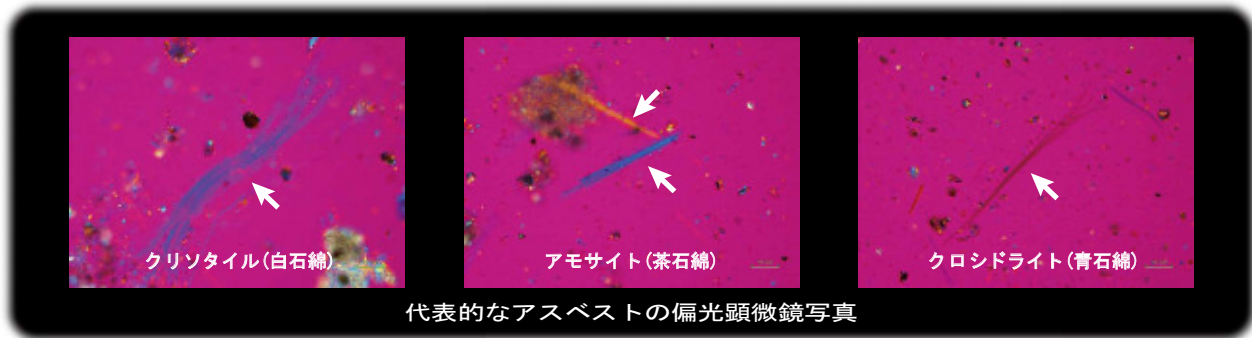 クリソタイル(白石綿)
アモサイト(茶石綿)
クロシドライト(青石綿)
代表的なアスベストの偏光顕微鏡写真